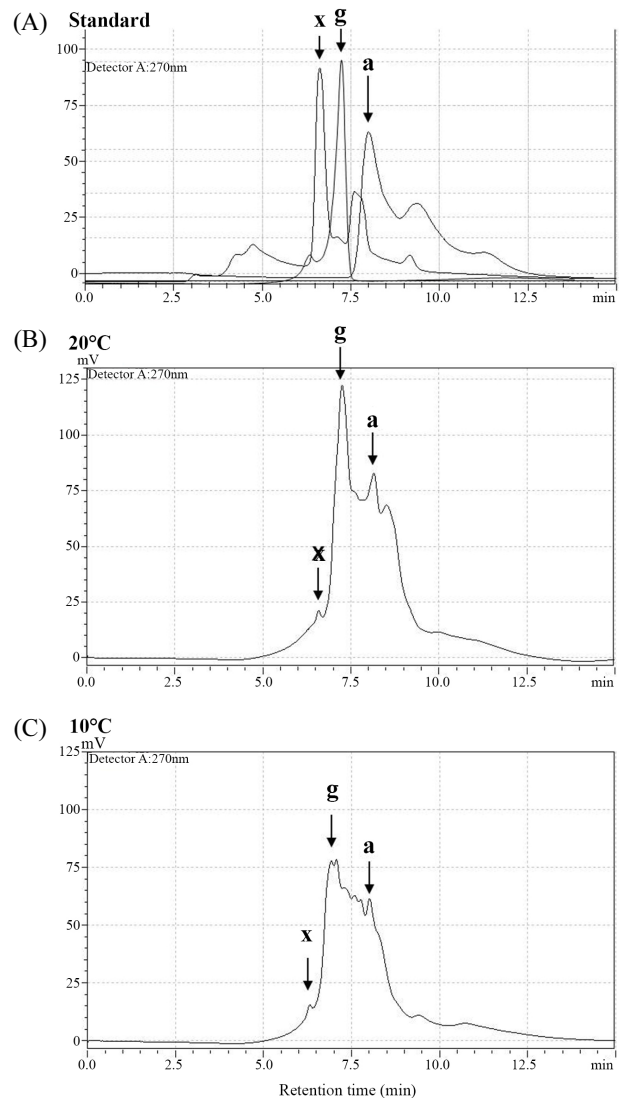 (A) Standard
x g a
100
Detector A:270nm
75
50
25
0
0.0 2.5 5.0 7.5 10.0 12.5 min
(B) 20°C
mV
g
125
Detector A:270nm
100
a
75
50
x
25
0
0.0 2.5 5.0 7.5 10.0 12.5 min
(C) 10°C
mV
125
Detector A:270nm
100
g
75
a
50
x
25
0
0.0 2.5 5.0 7.5 10.0 12.5 min
Retention time (min)